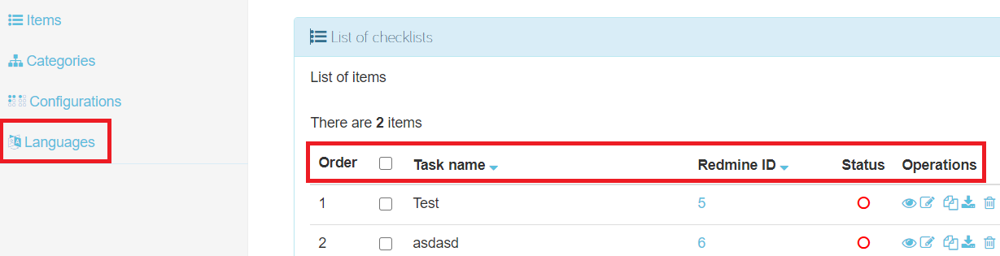 Items
Categories
Configurations
Languages
List of checklists
List of items
There are 2 items
Order Task name Redmine ID Status Operations
1 Test 5
2 asdasd 6